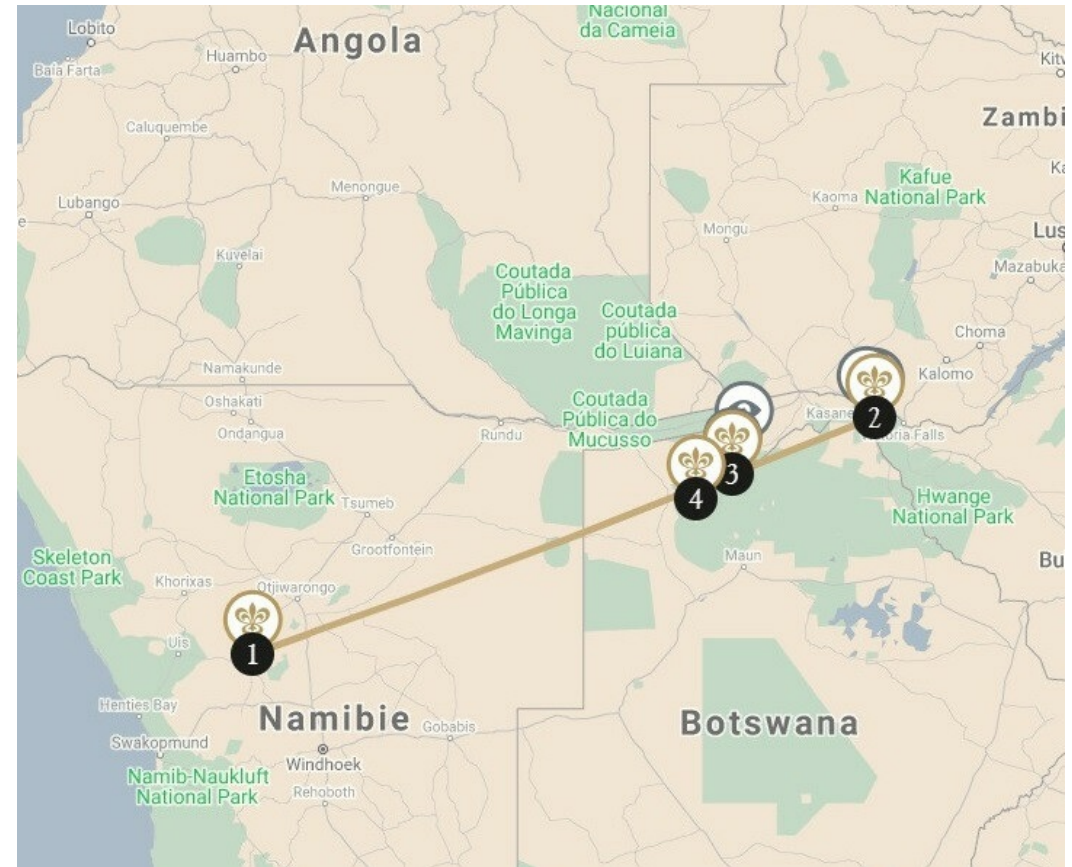 Nacional
da Cameia
Lobito
Angola
Huambo
Baía Farta
Zambi
Caluquembe
Kafue
National Park
Menongue
Kaoma
Lubango
Mongu
Lus
Kuvelai
Mazabuka
Coutada
Pública
do Longa
Mavinga
Coutada
pública
do Luiana
Choma
Namakunde
Kalomo
Oshakati
Coutada
Pública do
Mucusso
Kasane
2
Ondangua
Rundu
Victoria Falls
Etosha
National Park
3
4
Tsumeb
Hwange
National Park
Grootfontein
Skeleton
Coast Park
Maun
Bu
Khorixas
Otjiwarongo
Uis
1
Henties Bay
Namibie
Gobabis
Botswana
Swakopmund
Windhoek
Namib-Naukluft
National Park
Rehoboth